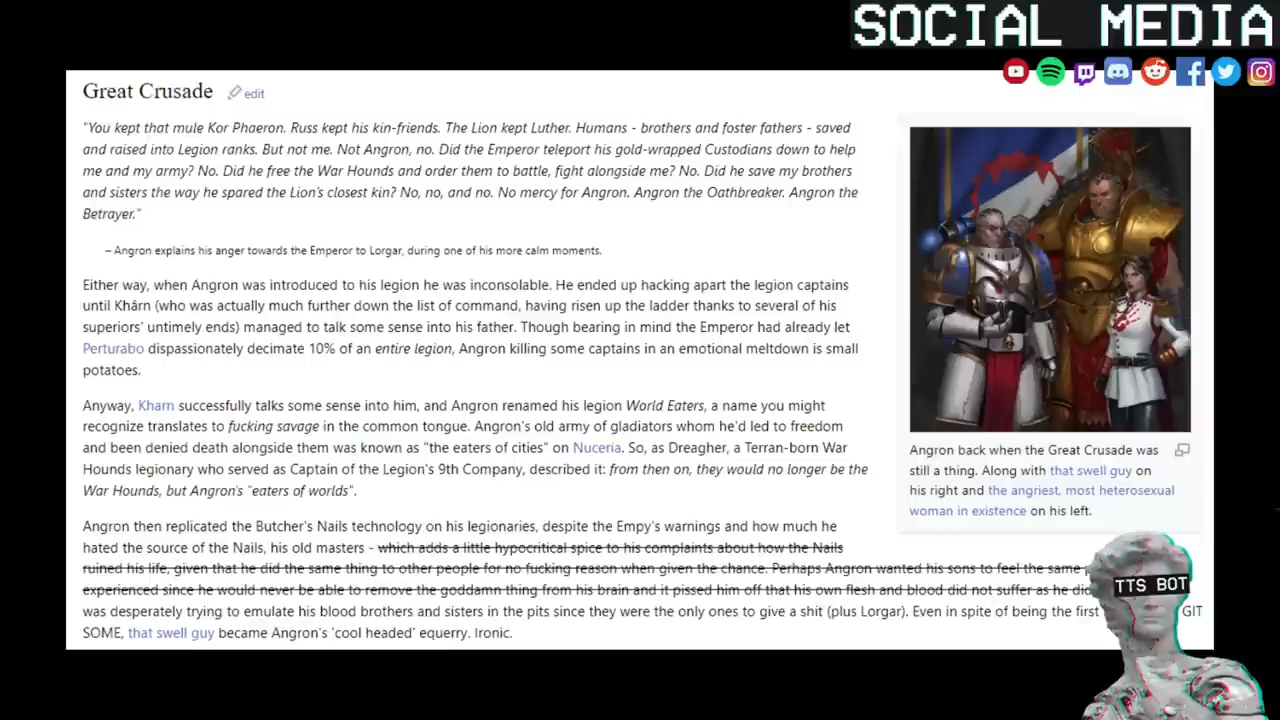 SOCIAL MEDIA
Great Crusade edit
"You kept that mule Kor Phaeron. Russ kept his kin-friends. The Lion kept Luther. Humans - brothers and foster fathers - saved
and raised into Legion ranks. But not me. Not Angron, no. Did the Emperor teleport his gold-wrapped Custodians down to help
me and my army? No. Did he free the War Hounds and order them to battle, fight alongside me? No. Did he save my brothers
and sisters the way he spared the Lion's closest kin? No, no, and no. No mercy for Angron. Angron the Oathbreaker. Angron the
Betrayer."
– Angron explains his anger towards the Emperor to Lorgar, during one of his more calm moments.
Either way, when Angron was introduced to his legion he was inconsolable. He ended up hacking apart the legion captains
until Khârn (who was actually much further down the list of command, having risen up the ladder thanks to several of his
superiors' untimely ends) managed to talk some sense into his father. Though bearing in mind the Emperor had already let
Perturabo dispassionately decimate 10% of an entire legion, Angron killing some captains in an emotional meltdown is small
potatoes.
Anyway, Kharn successfully talks some sense into him, and Angron renamed his legion World Eaters, a name you might
recognize translates to fucking savage in the common tongue. Angron's old army of gladiators whom he'd led to freedom
and been denied death alongside them was known as "the eaters of cities" on Nuceria. So, as Dreagher, a Terran-born War
Hounds legionary who served as Captain of the Legion's 9th Company, described it: from then on, they would no longer be the
War Hounds, but Angron's "eaters of worlds".
Angron then replicated the Butcher's Nails technology on his legionaries, despite the Empy's warnings and how much he
hated the source of the Nails, his old masters - which adds a little hypocritical spice to his complaints about how the Nails
ruined his life, given that he did the same thing to other people for no fucking reason when given the chance. Perhaps Angron wanted his sons to feel the same
experienced since he would never be able to remove the goddamn thing from his brain and it pissed him off that his own flesh and blood did not suffer as he did
was desperately trying to emulate his blood brothers and sisters in the pits since they were the only ones to give a shit (plus Lorgar). Even in spite of being the first GIT
SOME, that swell guy became Angron's 'cool headed' equerry. Ironic.
Angron back when the Great Crusade was
still a thing. Along with that swell guy on
his right and the angriest, most heterosexual
woman in existence on his left.
TTS BOT